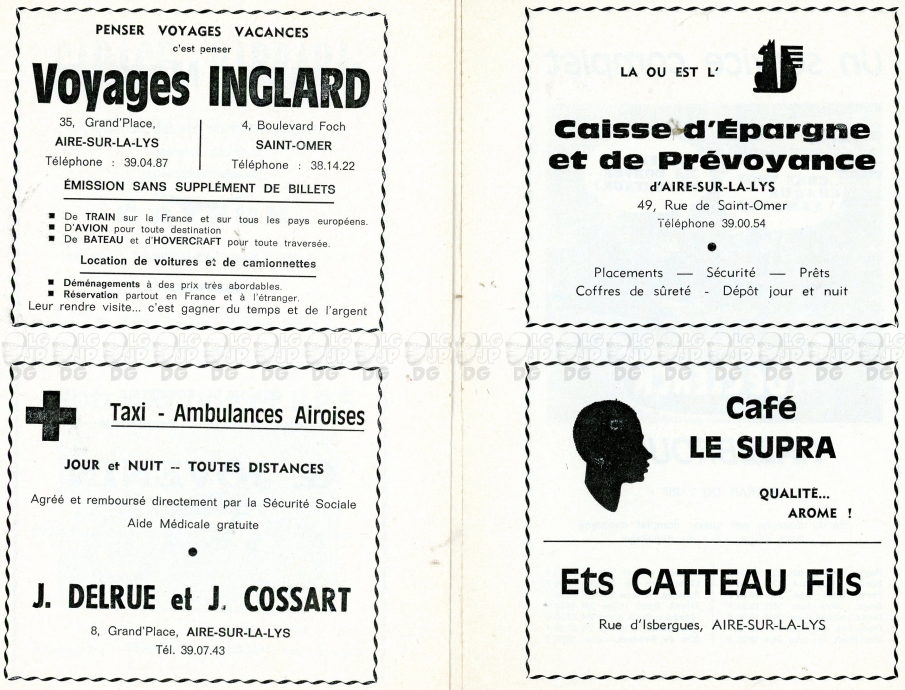 PENSER VOYAGES VACANCES
c'est penser
Voyages INGLARD
35, Grand'Place,
AIRE-SUR-LA-LYS
Téléphone : 39.04.87
4, Boulevard Foch
SAINT-OMER
Téléphone : 38.14.22
ÉMISSION SANS SUPPLÉMENT DE BILLETS
■ De TRAIN sur la France et sur tous les pays européens.
■ D'AVION pour toute destination
■ De BATEAU et d'HOVERCRAFT pour toute traversée.
Location de voitures et de camionnettes
■ Déménagements à des prix très abordables.
■ Réservation partout en France et à l'étranger.
Leur rendre visite... c'est gagner du temps et de l'argent
LA OU EST L'
Caisse d'Épargne
et de Prévoyance
d'AIRE-SUR-LA-LYS
49, Rue de Saint-Omer
Téléphone 39.00.54
Placements — Sécurité — Prêts
Coffres de sûreté - Dépôt jour et nuit
Taxi - Ambulances Airoises
JOUR et NUIT -- TOUTES DISTANCES
Agréé et remboursé directement par la Sécurité Sociale
Aide Médicale gratuite
J. DELRUE et J. COSSART
8, Grand'Place, AIRE-SUR-LA-LYS
Tél. 39.07.43
Café
LE SUPRA
QUALITÉ...
AROME !
Ets CATTEAU Fils
Rue d'Isbergues, AIRE-SUR-LA-LYS